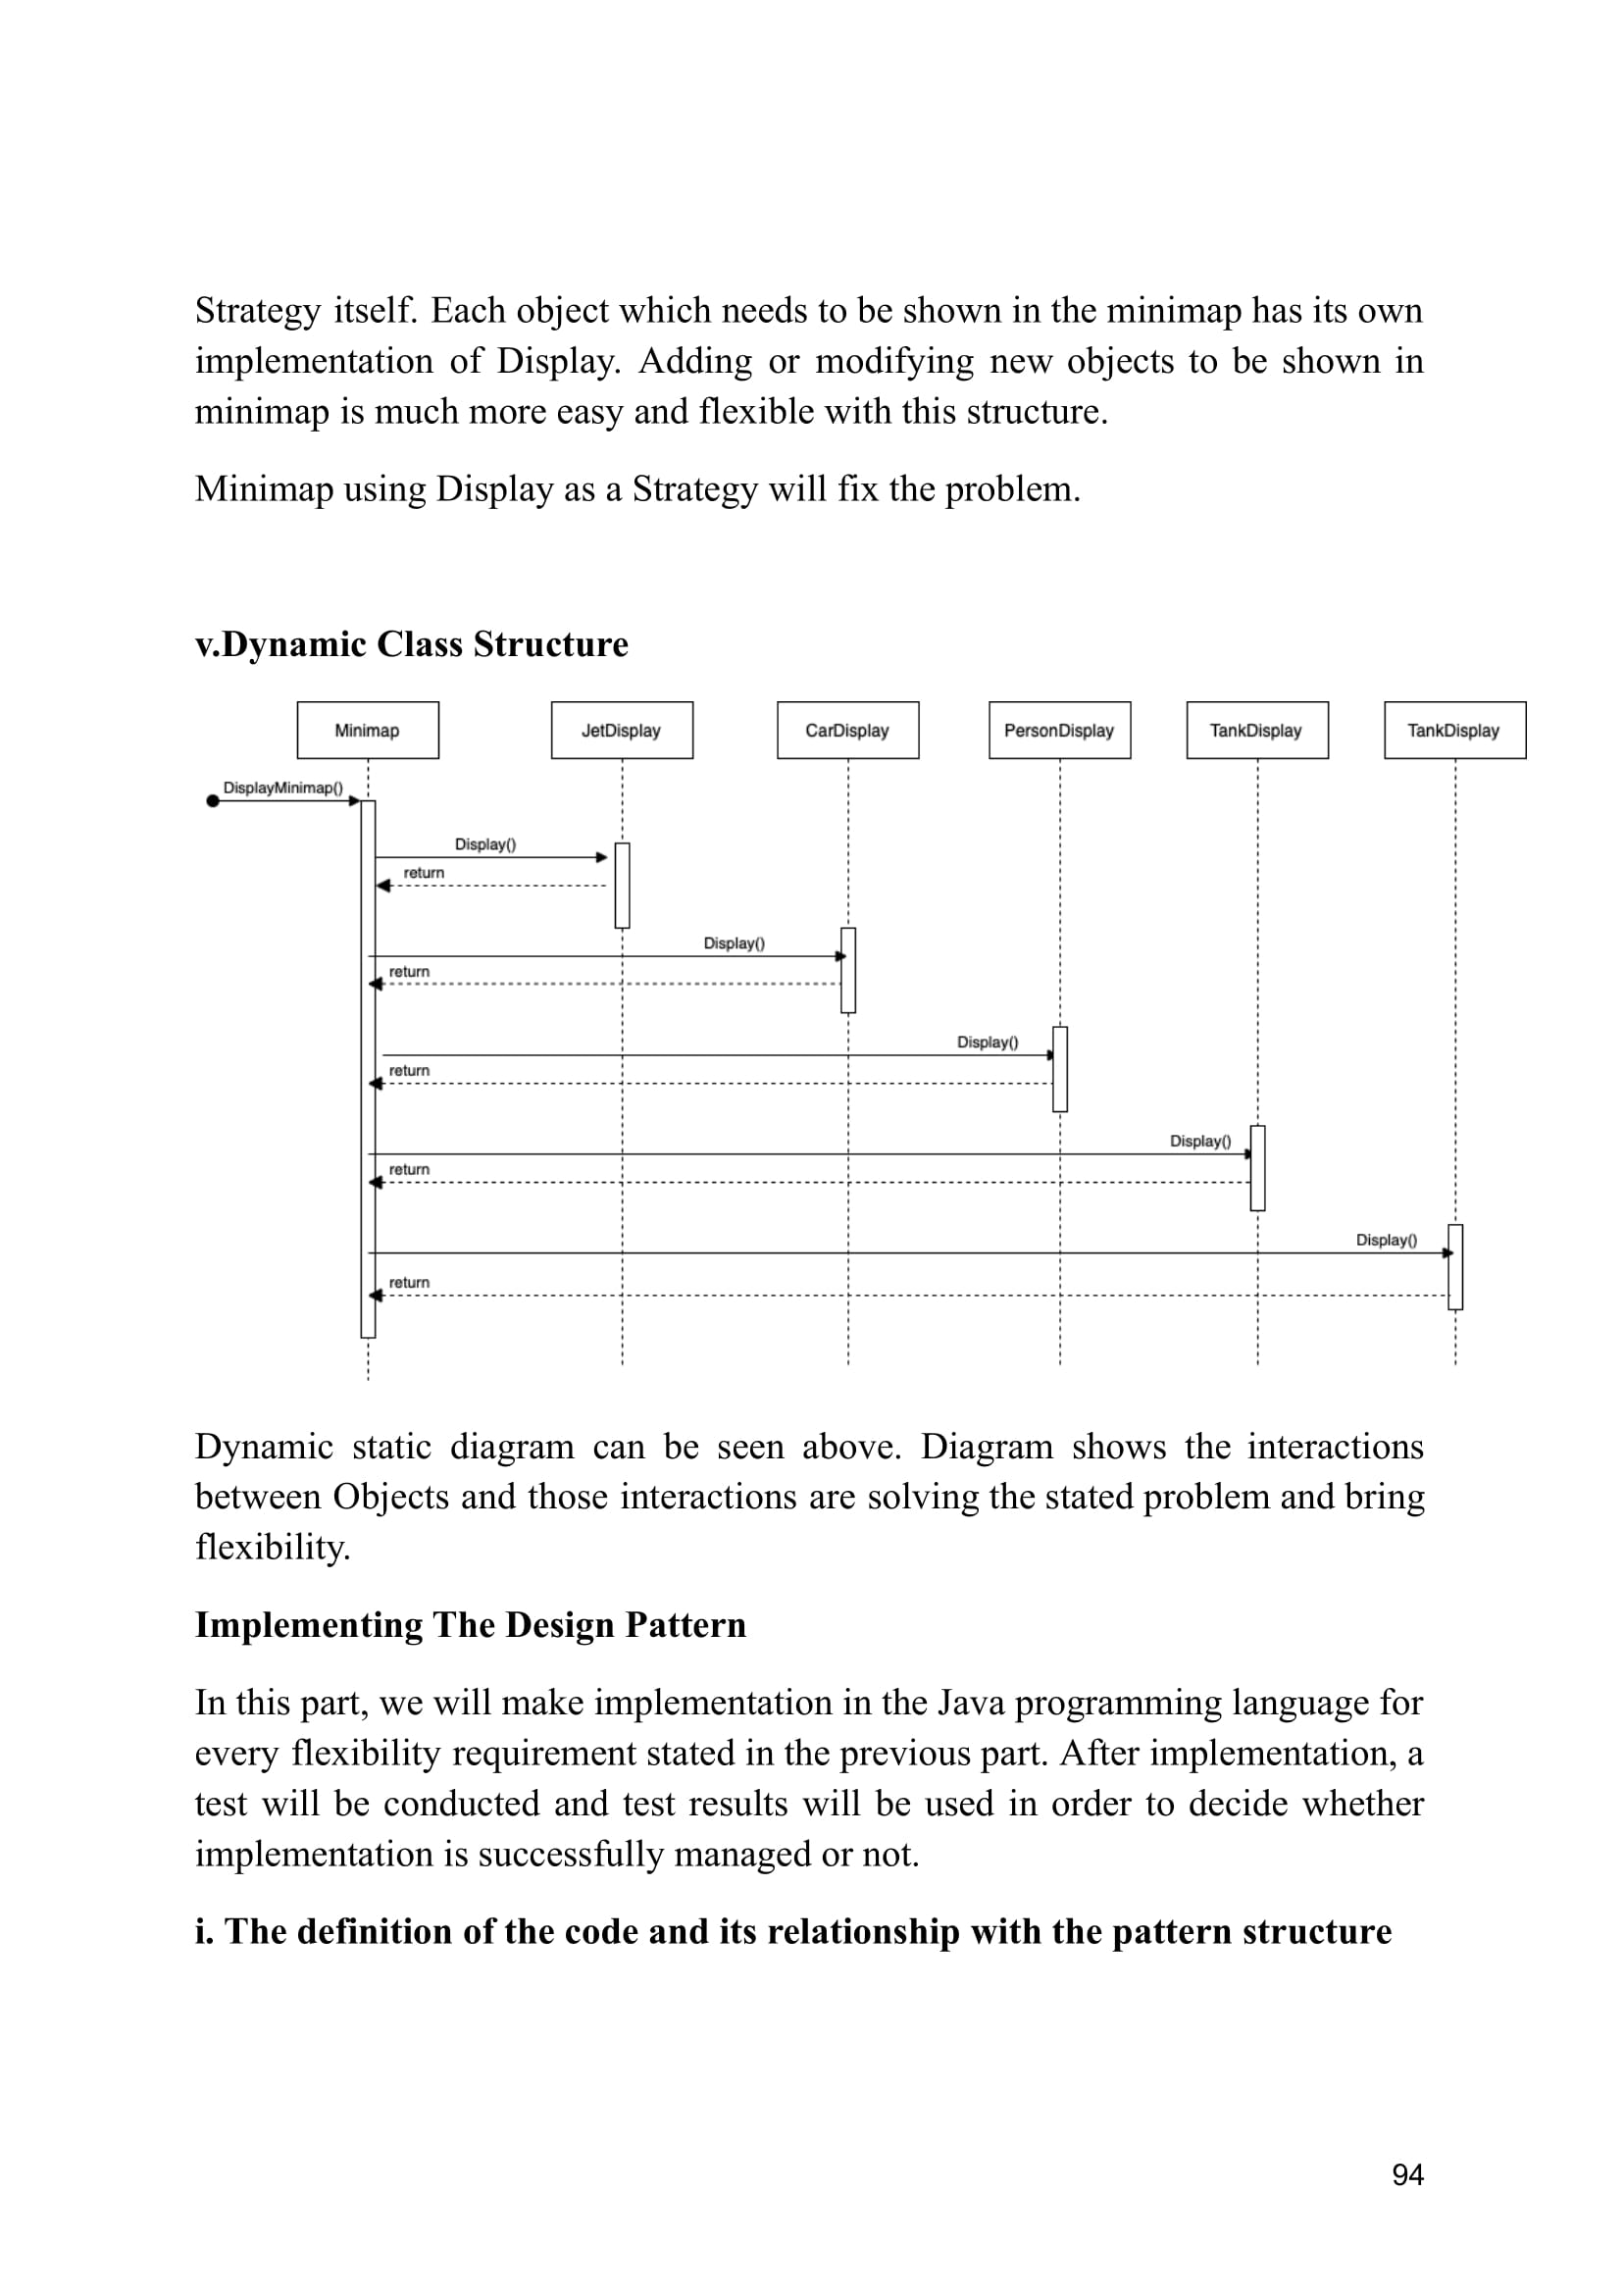 Strategy itself. Each object which needs to be shown in the minimap has its own
implementation of Display. Adding or modifying new objects to be shown in
minimap is much more easy and flexible with this structure.
Minimap using Display as a Strategy will fix the problem.
v.Dynamic Class Structure
Minimap JetDisplay CarDisplay PersonDisplay TankDisplay TankDisplay
DisplayMinimap()
Display()
return
Display()
return
Display()
return
Display()
return
Display()
return
Dynamic static diagram can be seen above. Diagram shows the interactions
between Objects and those interactions are solving the stated problem and bring
flexibility.
Implementing The Design Pattern
In this part, we will make implementation in the Java programming language for
every flexibility requirement stated in the previous part. After implementation, a
test will be conducted and test results will be used in order to decide whether
implementation is successfully managed or not.
i. The definition of the code and its relationship with the pattern structure
94